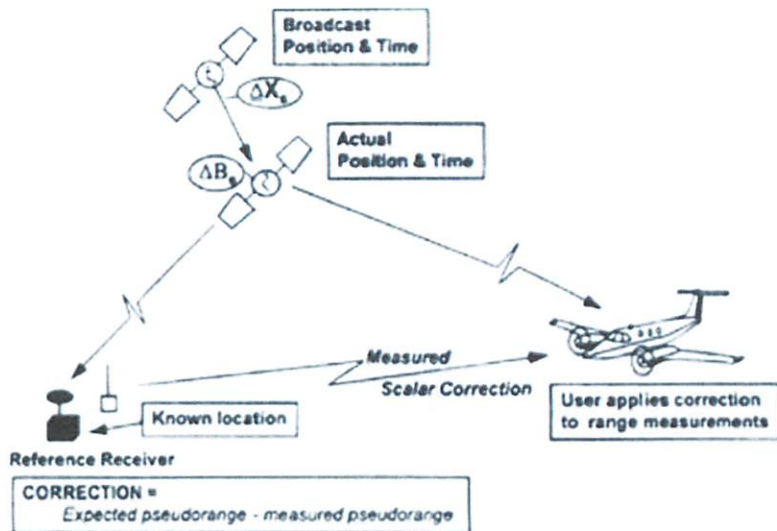 Broadcast
Position & Time
ΔXₛ
Actual
Position & Time
ΔBₛ
Measured
Scalar Correction
Known location
User applies correction
to range measurements
Reference Receiver
CORRECTION =
Expected pseudorange - measured pseudorange